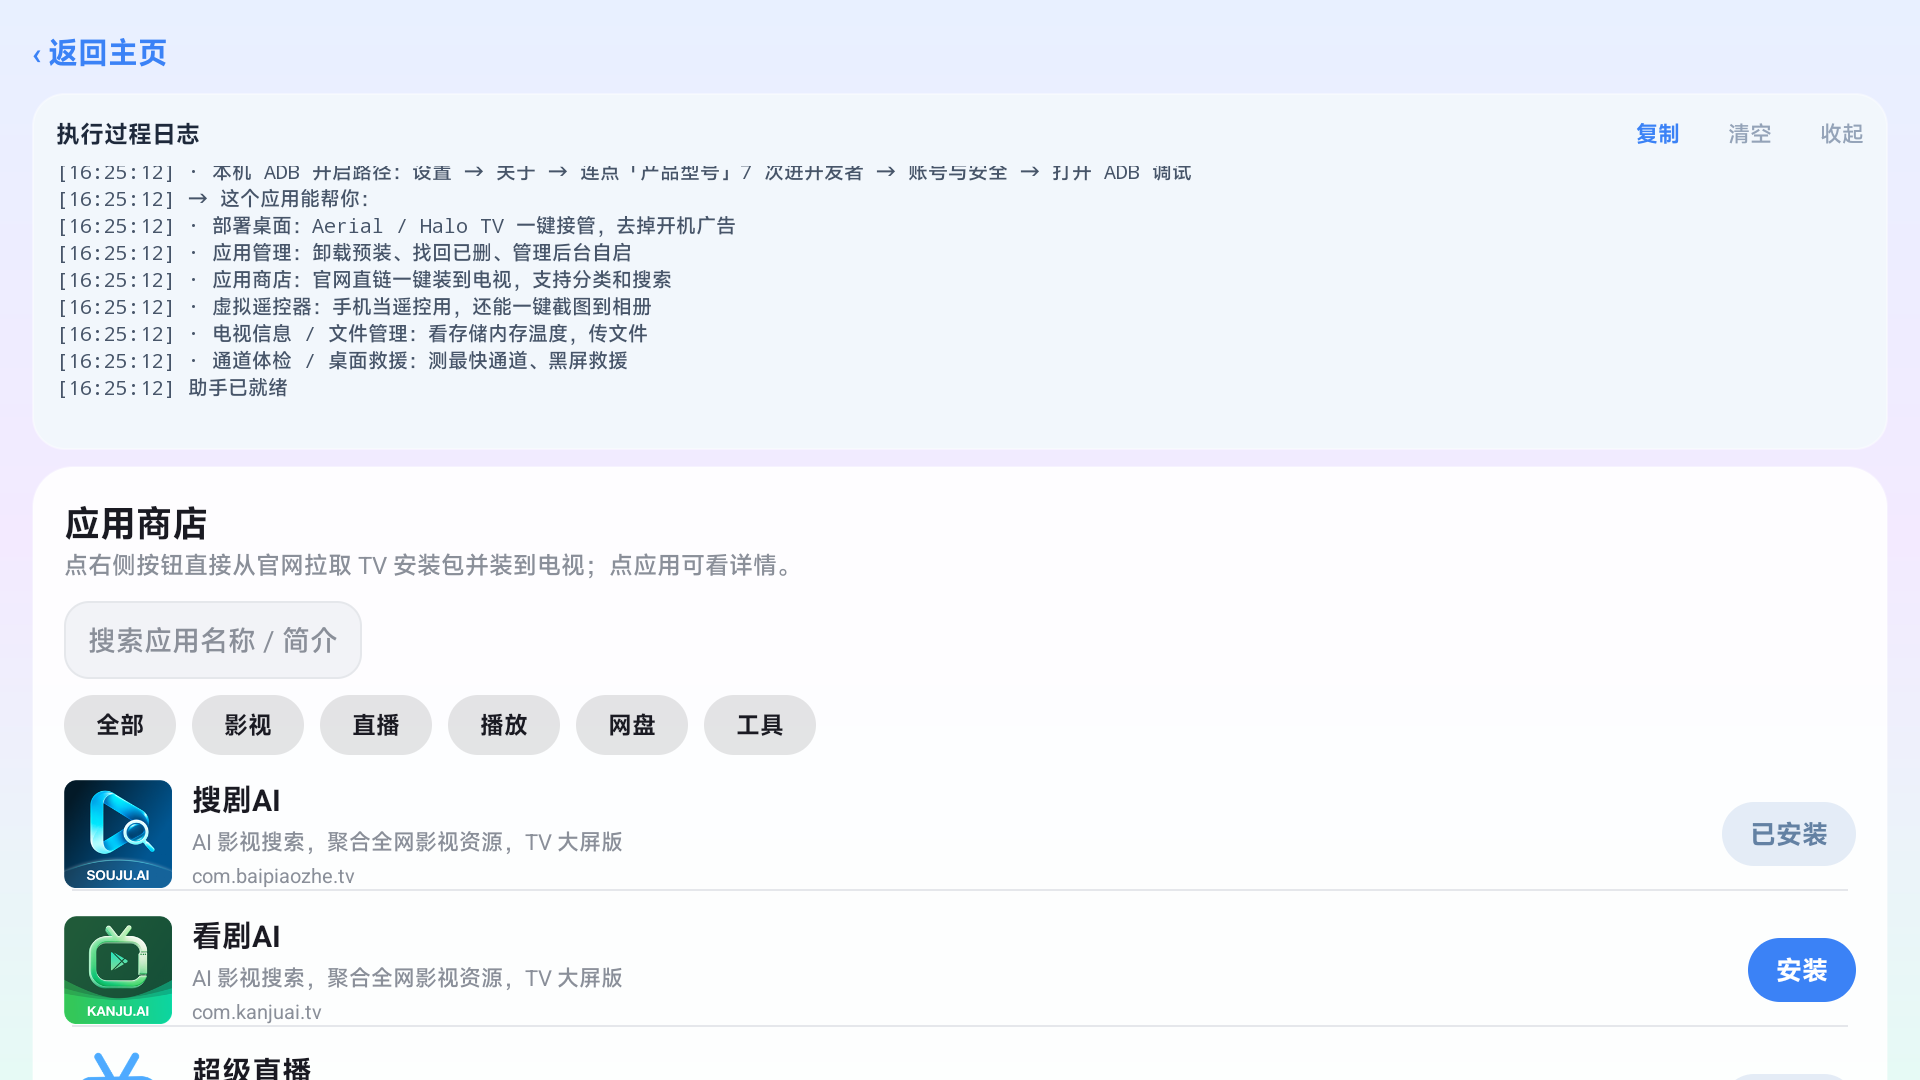 ‹ 返回主页
执行过程日志
复制 清空 收起
[16:25:12] · 本机 ADB 开启路径：设置 → 关于 → 连点「产品型号」7 次进开发者 → 账号与安全 → 打开 ADB 调试
[16:25:12] → 这个应用能帮你：
[16:25:12] · 部署桌面：Aerial / Halo TV 一键接管，去掉开机广告
[16:25:12] · 应用管理：卸载预装、找回已删、管理后台自启
[16:25:12] · 应用商店：官网直链一键装到电视，支持分类和搜索
[16:25:12] · 虚拟遥控器：手机当遥控用，还能一键截图到相册
[16:25:12] · 电视信息 / 文件管理：看存储内存温度，传文件
[16:25:12] · 通道体检 / 桌面救援：测最快通道、黑屏救援
[16:25:12] 助手已就绪
应用商店
点右侧按钮直接从官网拉取 TV 安装包并装到电视；点应用可看详情。
搜索应用名称 / 简介
全部 影视 直播 播放 网盘 工具
SOUJU.AI
搜剧AI
AI 影视搜索，聚合全网影视资源，TV 大屏版
com.baipiaozhe.tv
已安装
KANJU.AI
看剧AI
AI 影视搜索，聚合全网影视资源，TV 大屏版
com.kanjuai.tv
安装
超级直播